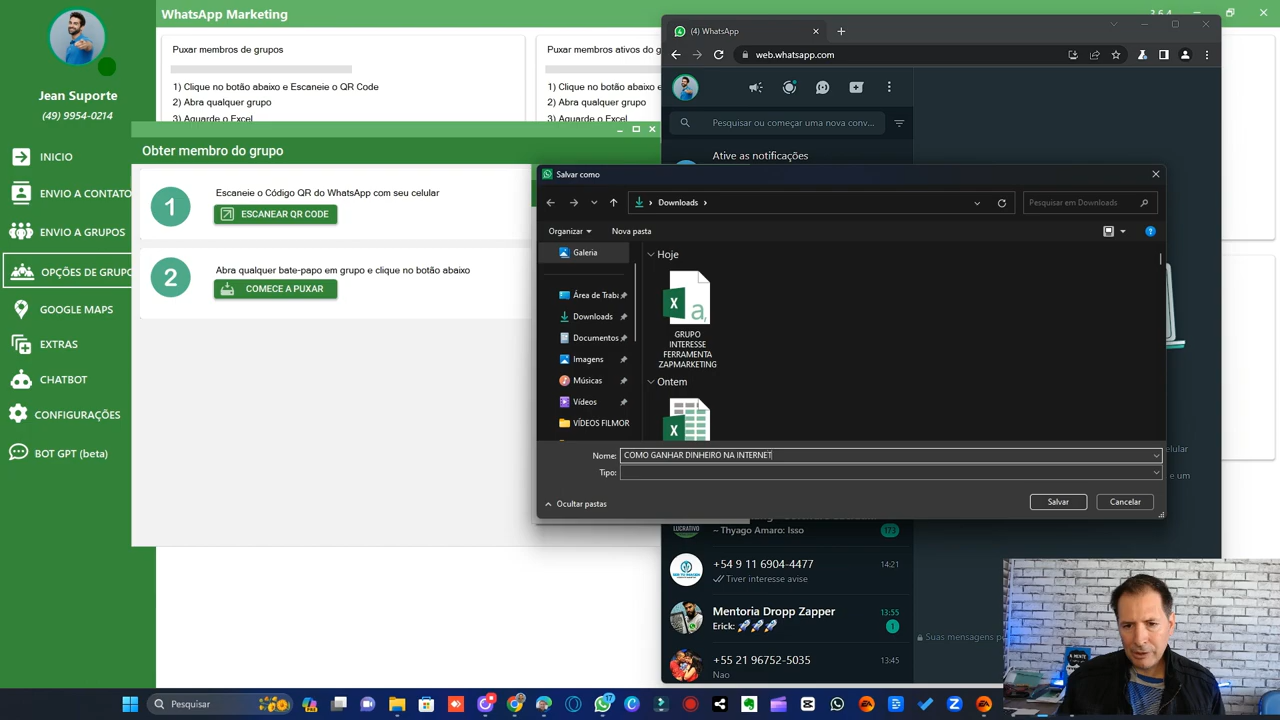 WhatsApp Marketing
Jean Suporte
(49) 9954-0214
INICIO
ENVIO A CONTATO
ENVIO A GRUPOS
OPÇÕES DE GRUPO
GOOGLE MAPS
EXTRAS
CHATBOT
CONFIGURAÇÕES
BOT GPT (beta)
Puxar membros de grupos
1) Clique no botão abaixo e Escaneie o QR Code
2) Abra qualquer grupo
3) Aguarde o Excel
Puxar membros ativos do g
1) Clique no botão abaixo e
2) Abra qualquer grupo
3) Aguarde o Excel
Obter membro do grupo
1
Escaneie o Código QR do WhatsApp com seu celular
ESCANEAR QR CODE
2
Abra qualquer bate-papo em grupo e clique no botão abaixo
COMECE A PUXAR
(4) WhatsApp
web.whatsapp.com
Pesquisar ou começar uma nova conv...
Ative as notificações
Salvar como
Downloads
Pesquisar em Downloads
Organizar
Nova pasta
Galeria
Área de Traba
Downloads
Documentos
Imagens
Músicas
Vídeos
VÍDEOS FILMOR
Hoje
GRUPO
INTERESSE
FERRAMENTA
ZAPMARKETING
Ontem
Nome: COMO GANHAR DINHEIRO NA INTERNET
Tipo:
Ocultar pastas
Salvar
Cancelar
elular
e um
LUCRATIVO
~ Thyago Amaro: Isso
173
+54 9 11 6904-4477
14:21
Tiver interesse avise
Mentoria Dropp Zapper
13:55
Erick: 🚀🚀🚀
1
+55 21 96752-5035
13:45
Nao
Suas mensagens p
Pesquisar
17
A MENTE